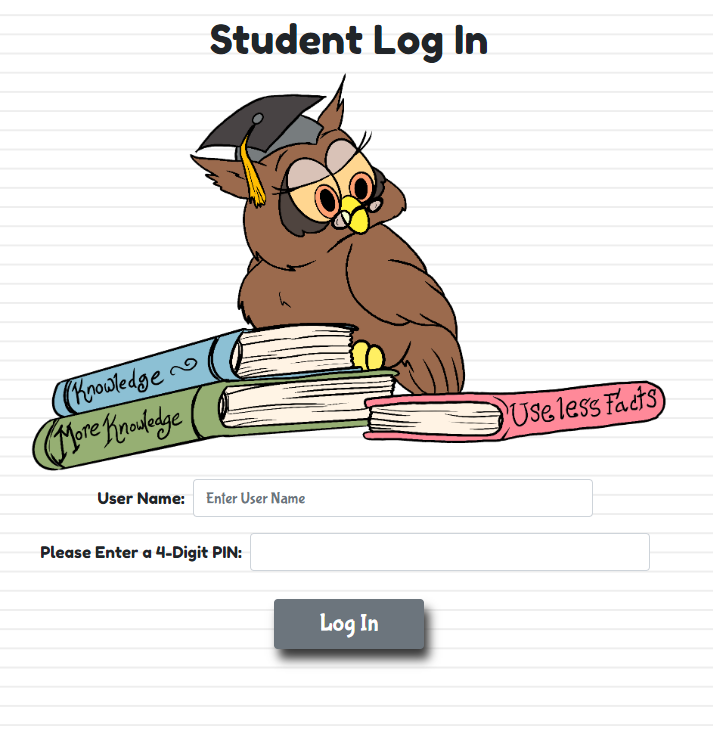 Student Log In
Knowledge
More Knowledge
Useless Facts
User Name: Enter User Name
Please Enter a 4-Digit PIN:
Log In